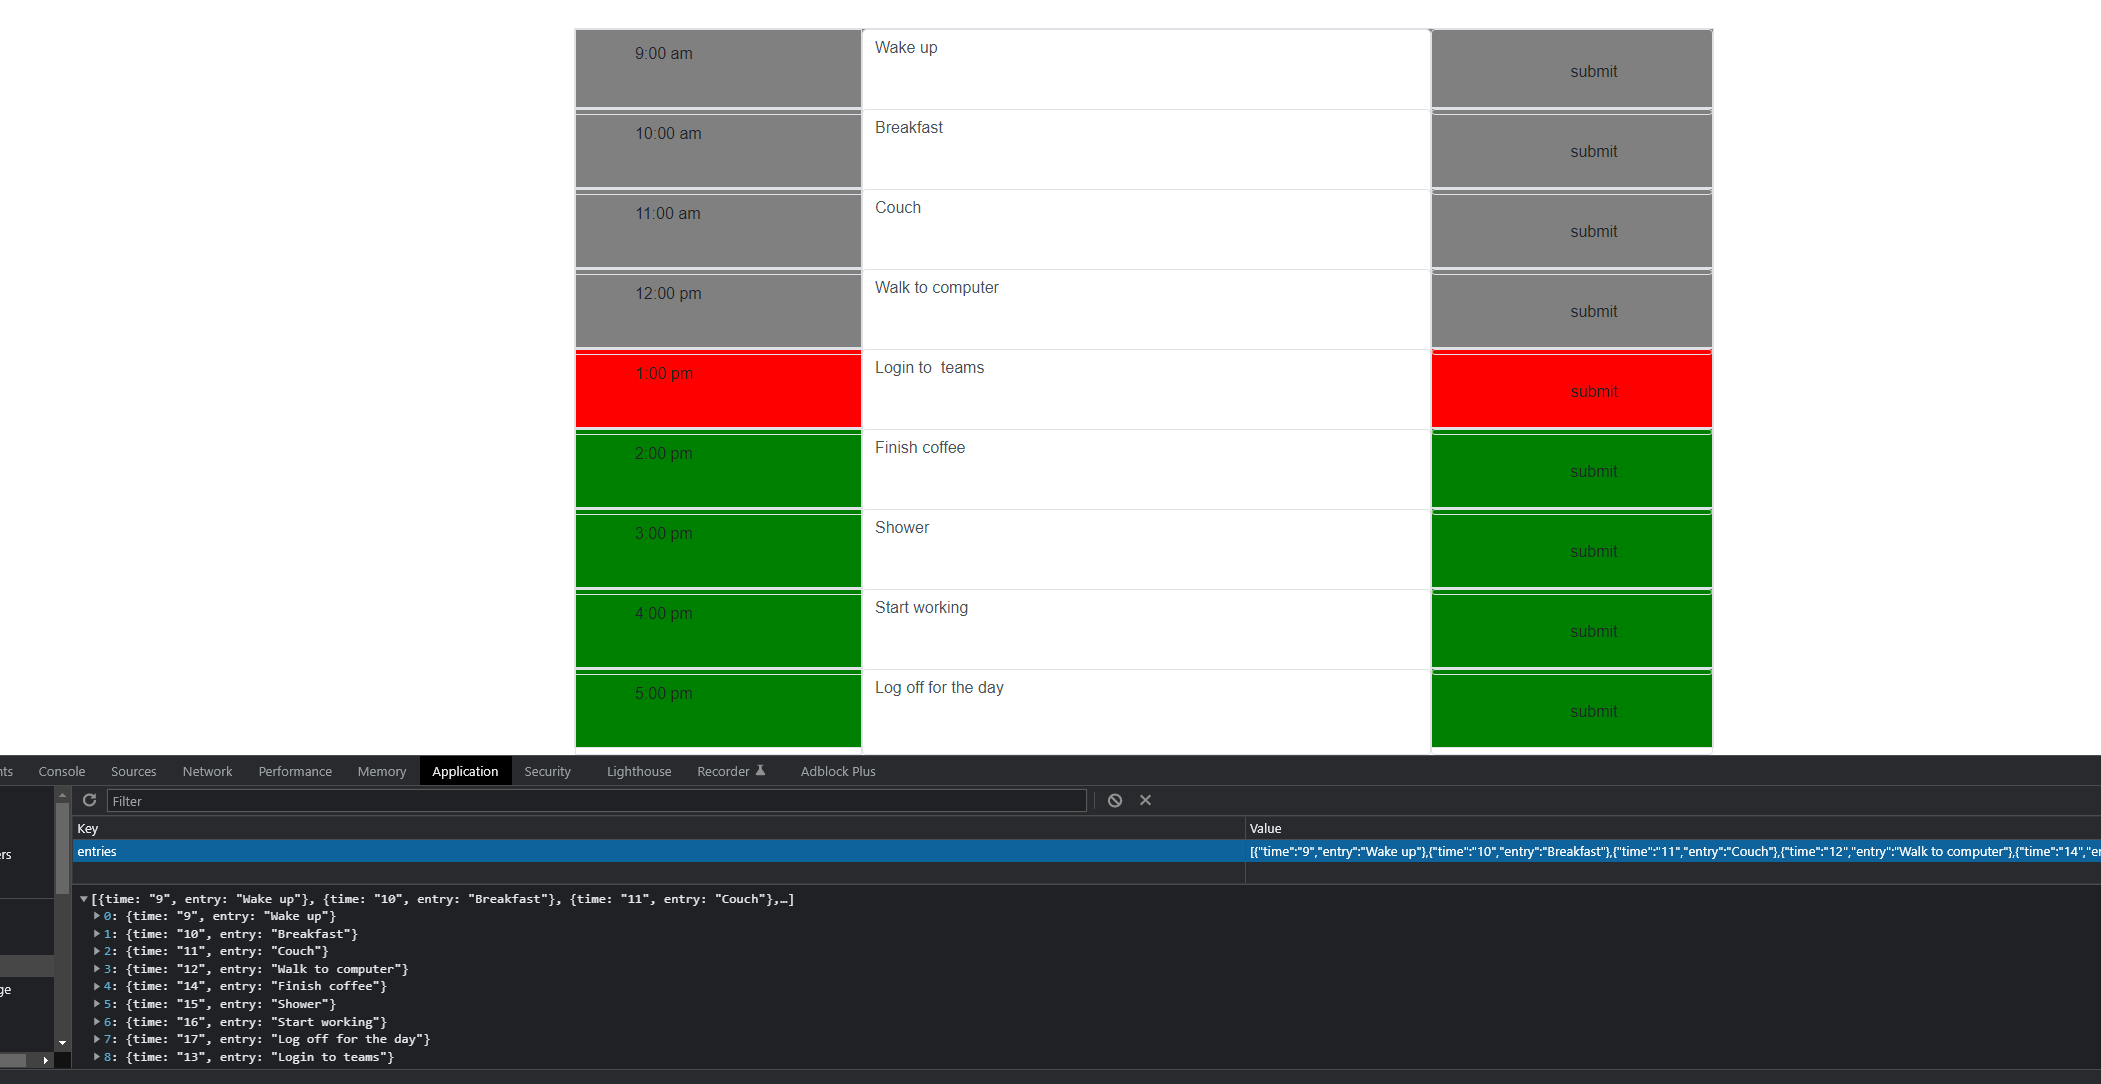 9:00 am Wake up submit
10:00 am Breakfast submit
11:00 am Couch submit
12:00 pm Walk to computer submit
1:00 pm Login to  teams submit
2:00 pm Finish coffee submit
3:00 pm Shower submit
4:00 pm Start working submit
5:00 pm Log off for the day submit
nts Console Sources Network Performance Memory Application Security Lighthouse Recorder Adblock Plus
Filter
Key Value
entries [{"time":"9","entry":"Wake up"},{"time":"10","entry":"Breakfast"},{"time":"11","entry":"Couch"},{"time":"12","entry":"Walk to computer"},{"time":"14","er
ers
[{time: "9", entry: "Wake up"}, {time: "10", entry: "Breakfast"}, {time: "11", entry: "Couch"},…]
0: {time: "9", entry: "Wake up"}
1: {time: "10", entry: "Breakfast"}
2: {time: "11", entry: "Couch"}
3: {time: "12", entry: "Walk to computer"}
4: {time: "14", entry: "Finish coffee"}
ge
5: {time: "15", entry: "Shower"}
6: {time: "16", entry: "Start working"}
7: {time: "17", entry: "Log off for the day"}
8: {time: "13", entry: "Login to teams"}